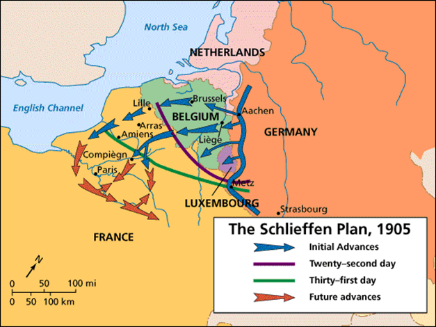 North Sea
NETHERLANDS
English Channel
Lille
Brussels
Aachen
BELGIUM
GERMANY
Arras
Amiens
Liège
Compiègn
Paris
Metz
LUXEMBOURG
Strasbourg
FRANCE
The Schlieffen Plan, 1905
Initial Advances
Twenty–second day
Thirty–first day
Future advances
0 50 100 mi
0 50 100 km